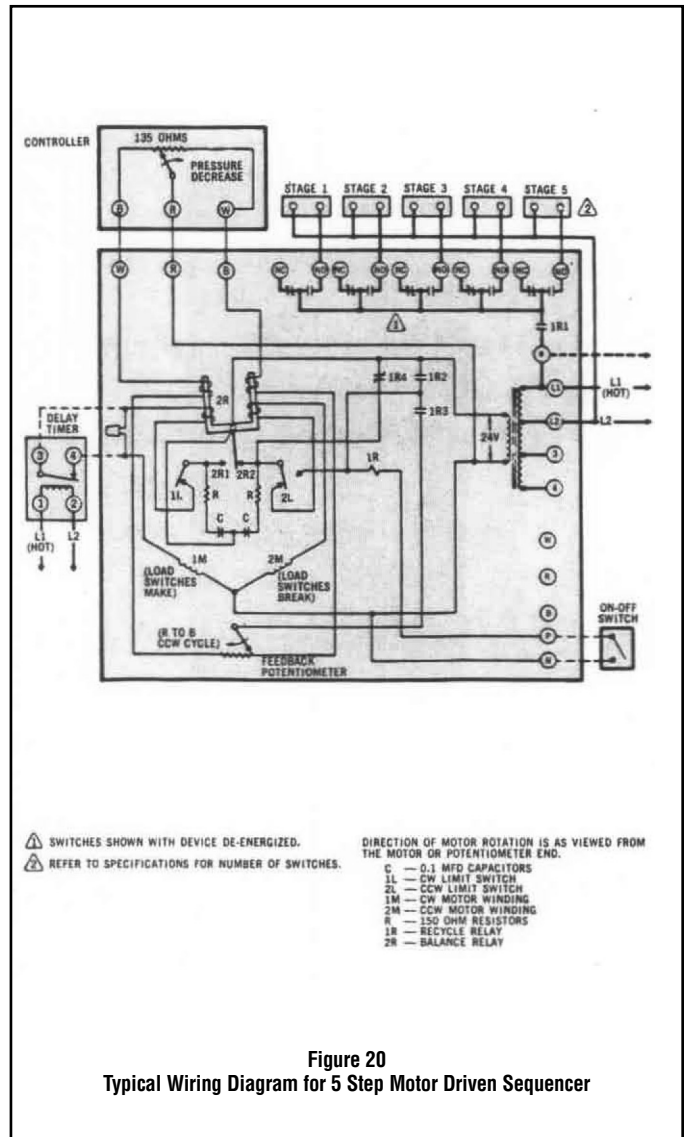 CONTROLLER
135 OHMS
PRESSURE
DECREASE
B
R
W
STAGE 1
STAGE 2
STAGE 3
STAGE 4
STAGE 5
2
W
R
B
NC
NO
NC
NO
NC
NO
NC
NO
NC
NO
1
1R1
L1
L1
(HOT)
L2
L2
3
4
24V
1R4
1R2
1R3
2R
DELAY
TIMER
3
4
1
2
L1
(HOT)
L2
1L
2R1
2R2
2L
R
R
C
C
1R
1M
(LOAD
SWITCHES
MAKE)
2M
(LOAD
SWITCHES
BREAK)
(R TO B
CCW CYCLE)
FEEDBACK
POTENTIOMETER
W
R
B
P
ON-OFF
SWITCH
1 SWITCHES SHOWN WITH DEVICE DE-ENERGIZED.
2 REFER TO SPECIFICATIONS FOR NUMBER OF SWITCHES.
DIRECTION OF MOTOR ROTATION IS AS VIEWED FROM
THE MOTOR OR POTENTIOMETER END.
C — 0.1 MFD CAPACITORS
1L — CW LIMIT SWITCH
2L — CCW LIMIT SWITCH
1M — CW MOTOR WINDING
2M — CCW MOTOR WINDING
R — 150 OHM RESISTORS
1R — RECYCLE RELAY
2R — BALANCE RELAY
Figure 20
Typical Wiring Diagram for 5 Step Motor Driven Sequencer